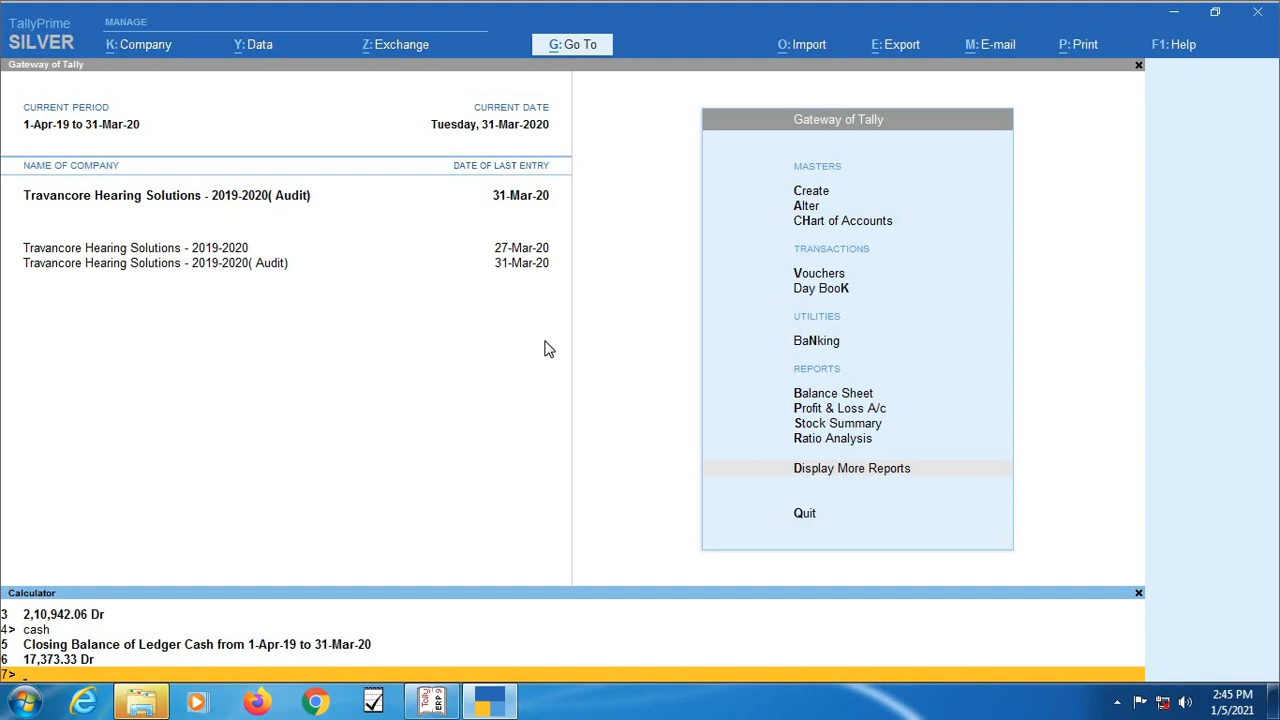 TallyPrime
SILVER
MANAGE
K: Company
Y: Data
Z: Exchange
G: Go To
O: Import
E: Export
M: E-mail
P: Print
F1: Help
Gateway of Tally
CURRENT PERIOD
CURRENT DATE
1-Apr-19 to 31-Mar-20
Tuesday, 31-Mar-2020
NAME OF COMPANY
DATE OF LAST ENTRY
Travancore Hearing Solutions - 2019-2020( Audit)
31-Mar-20
Travancore Hearing Solutions - 2019-2020
27-Mar-20
Travancore Hearing Solutions - 2019-2020( Audit)
31-Mar-20
Gateway of Tally
MASTERS
Create
Alter
CHart of Accounts
TRANSACTIONS
Vouchers
Day BooK
UTILITIES
BaNking
REPORTS
Balance Sheet
Profit & Loss A/c
Stock Summary
Ratio Analysis
Display More Reports
Quit
Calculator
3 2,10,942.06 Dr
4> cash
5 Closing Balance of Ledger Cash from 1-Apr-19 to 31-Mar-20
6 17,373.33 Dr
7> _
Tally
ERP 9
2:45 PM
1/5/2021